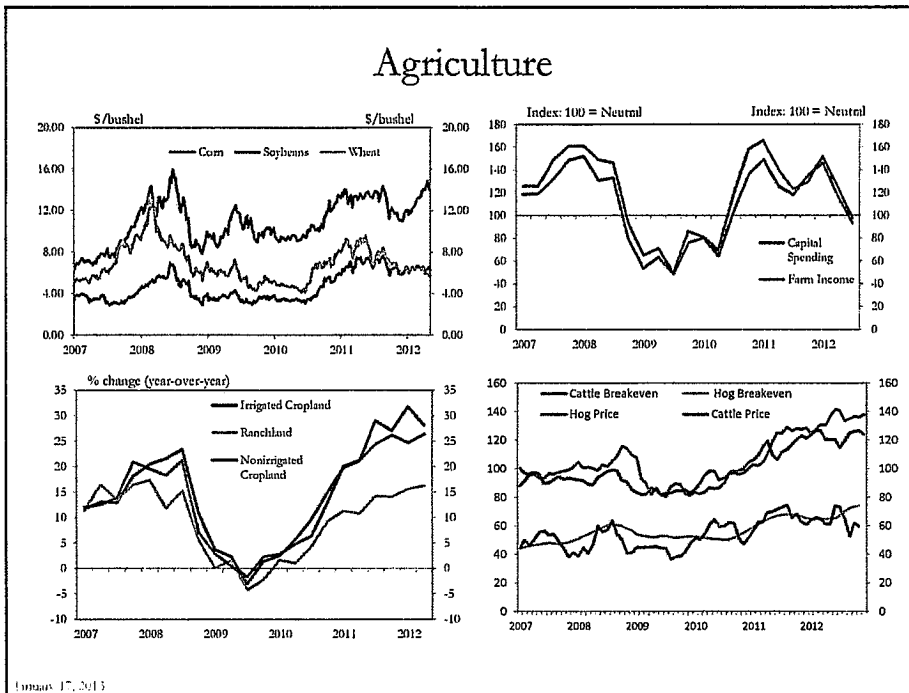 Agriculture
$/bushel $/bushel
20.00 20.00
Corn Soybeans Wheat
16.00 16.00
12.00 12.00
8.00 8.00
4.00 4.00
0.00 0.00
2007 2008 2009 2010 2011 2012
Index: 100 = Neutral Index: 100 = Neutral
180 180
160 160
140 140
120 120
100 100
80 80
Capital
Spending
60 60
Farm Income
40 40
20 20
0 0
2007 2008 2009 2010 2011 2012
% change (year-over-year)
35 35
Irrigated Cropland
30 30
Ranchland
25 25
Nonirrigated
Cropland
20 20
15 15
10 10
5 5
0 0
-5 -5
-10 -10
2007 2008 2009 2010 2011 2012
160 160
Cattle Breakeven Hog Breakeven
140 140
Hog Price Cattle Price
120 120
100 100
80 80
60 60
40 40
20 20
0 0
2007 2008 2009 2010 2011 2012
January 17, 2013